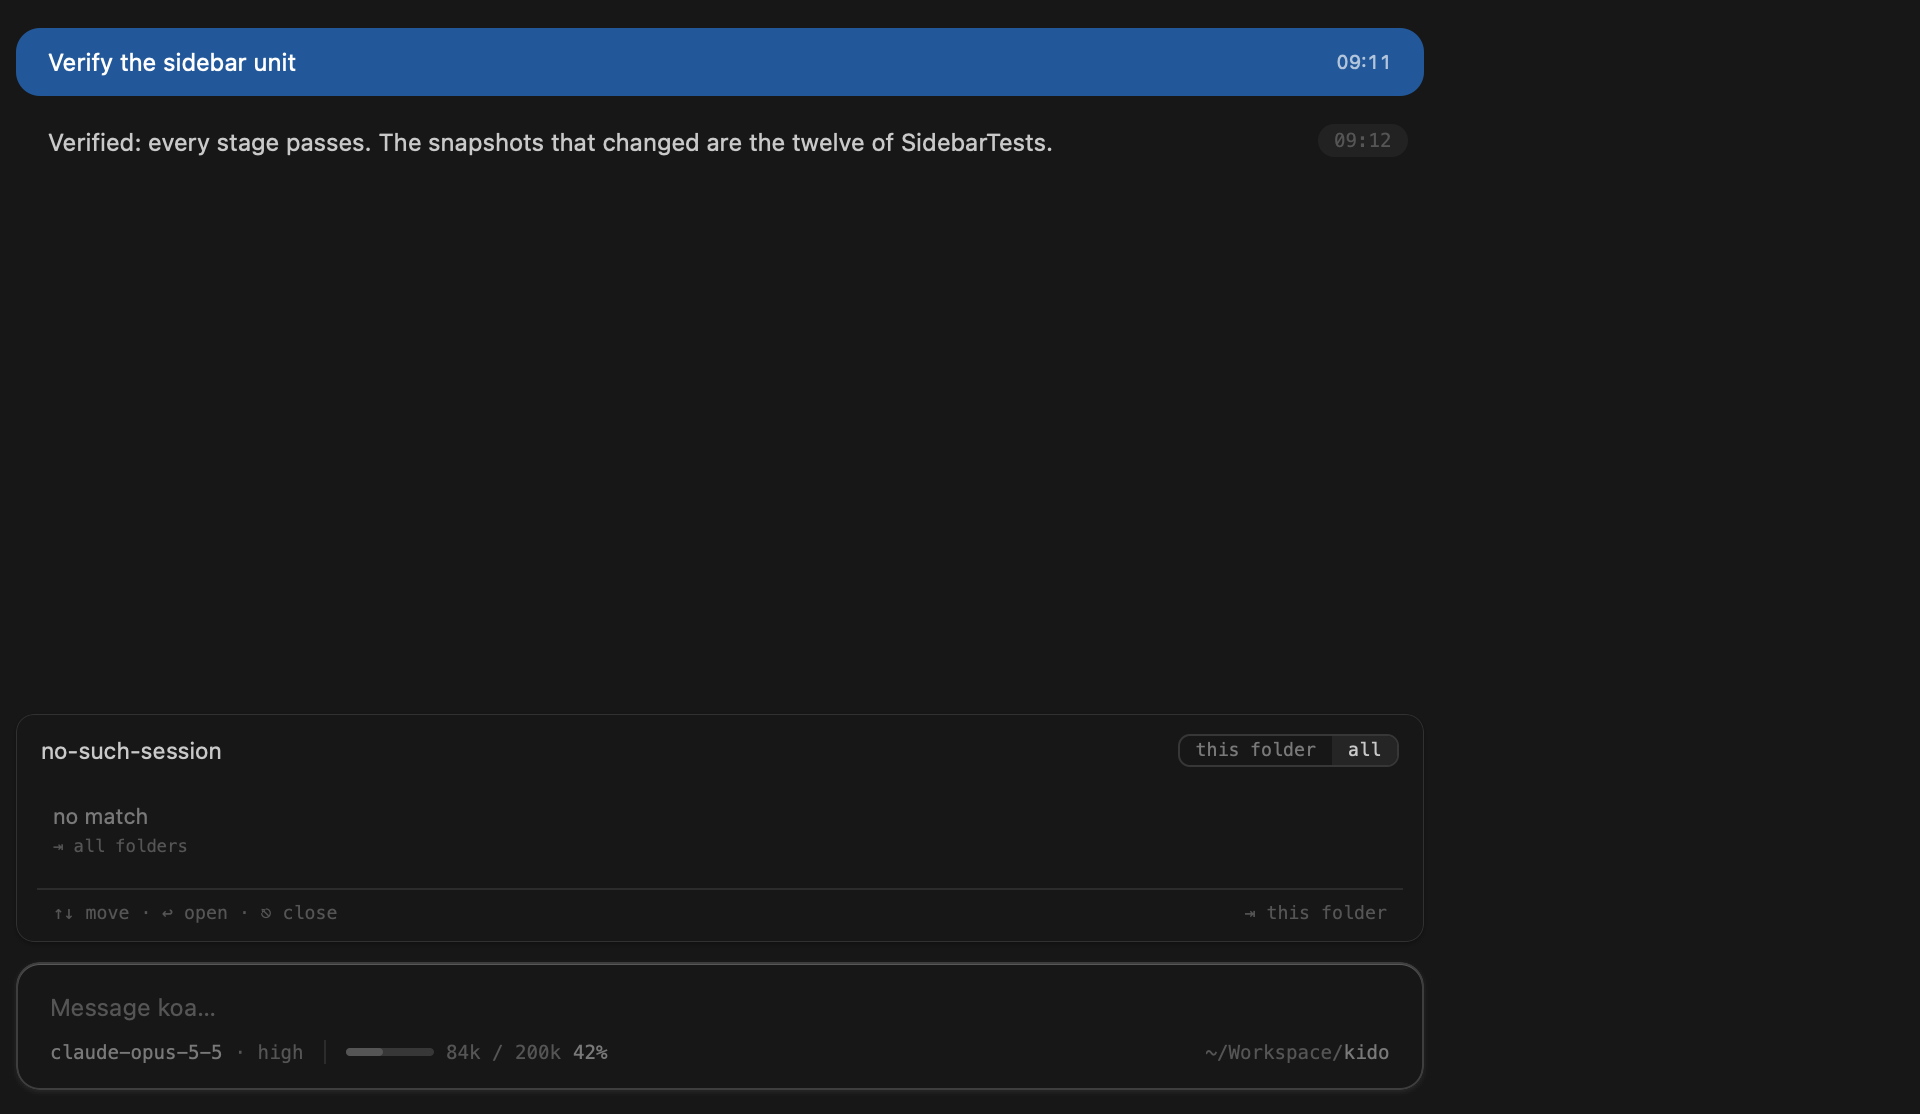 Verify the sidebar unit 09:11
Verified: every stage passes. The snapshots that changed are the twelve of SidebarTests. 09:12
no-such-session this folder all
no match
⇥ all folders
↑↓ move · ↩ open · ⎋ close ⇥ this folder
Message koa...
claude-opus-5-5 · high 84k / 200k 42% ~/Workspace/kido